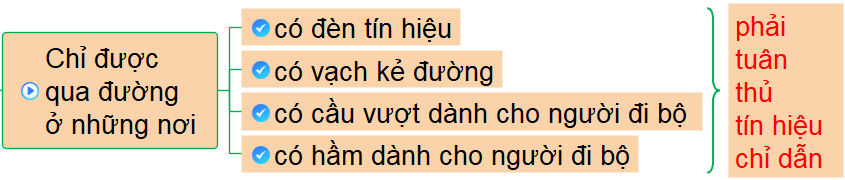 Chỉ được
qua đường
ở những nơi
có đèn tín hiệu
có vạch kẻ đường
có cầu vượt dành cho người đi bộ
có hầm dành cho người đi bộ
phải
tuân
thủ
tín hiệu
chỉ dẫn